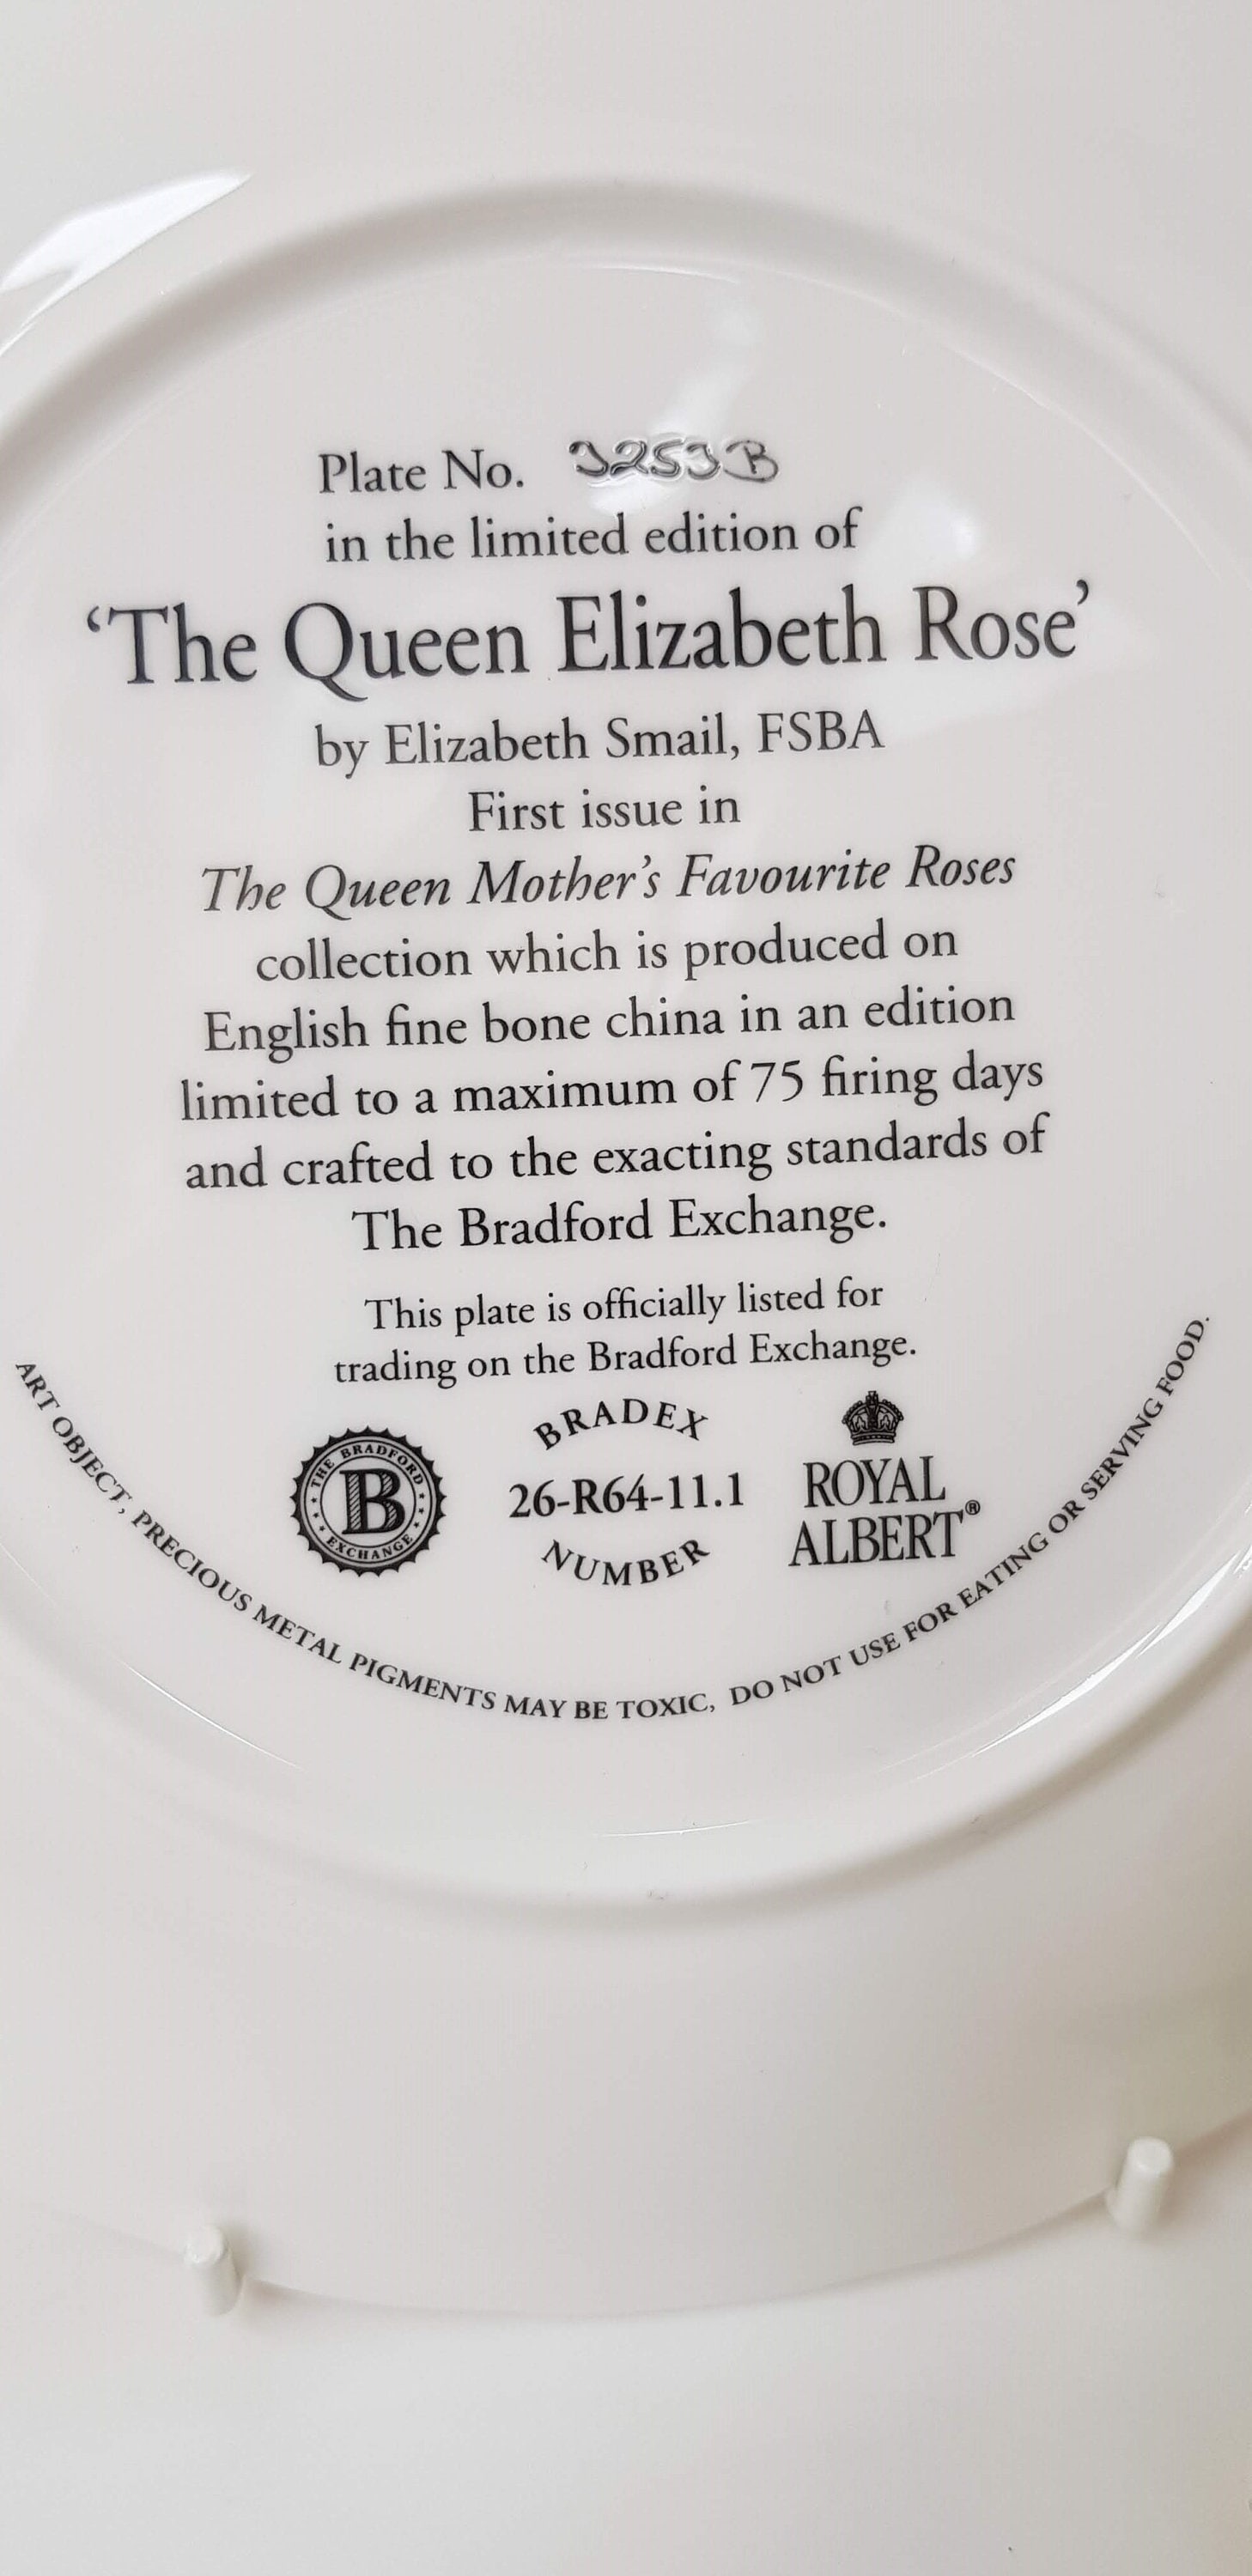 Plate No. 3253B
in the limited edition of
‘The Queen Elizabeth Rose’
by Elizabeth Smail, FSBA
First issue in
The Queen Mother’s Favourite Roses
collection which is produced on
English fine bone china in an edition
limited to a maximum of 75 firing days
and crafted to the exacting standards of
The Bradford Exchange.
This plate is officially listed for
trading on the Bradford Exchange.
THE BRADFORD
B
EXCHANGE
BRADEX
26-R64-11.1
NUMBER
ROYAL
ALBERT®
ART OBJECT, PRECIOUS METAL PIGMENTS MAY BE TOXIC, DO NOT USE FOR EATING OR SERVING FOOD.